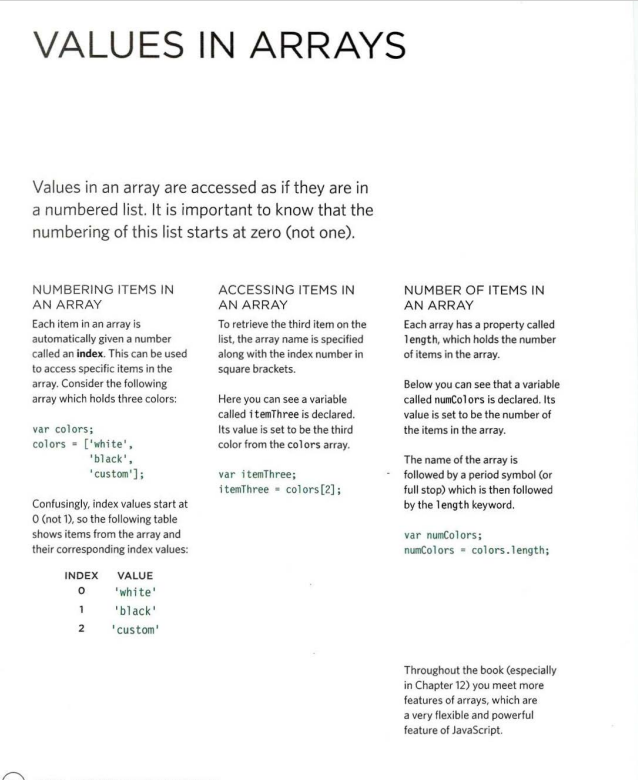 VALUES IN ARRAYS
Values in an array are accessed as if they are in
a numbered list. It is important to know that the
numbering of this list starts at zero (not one).
NUMBERING ITEMS IN
AN ARRAY
Each item in an array is
automatically given a number
called an index. This can be used
to access specific items in the
array. Consider the following
array which holds three colors:
var colors;
colors = ['white',
'black',
'custom'];
Confusingly, index values start at
0 (not 1), so the following table
shows items from the array and
their corresponding index values:
INDEX VALUE
0 'white'
1 'black'
2 'custom'
ACCESSING ITEMS IN
AN ARRAY
To retrieve the third item on the
list, the array name is specified
along with the index number in
square brackets.
Here you can see a variable
called itemThree is declared.
Its value is set to be the third
color from the colors array.
var itemThree;
itemThree = colors[2];
NUMBER OF ITEMS IN
AN ARRAY
Each array has a property called
length, which holds the number
of items in the array.
Below you can see that a variable
called numColors is declared. Its
value is set to be the number of
the items in the array.
The name of the array is
followed by a period symbol (or
full stop) which is then followed
by the length keyword.
var numColors;
numColors = colors.length;
Throughout the book (especially
in Chapter 12) you meet more
features of arrays, which are
a very flexible and powerful
feature of JavaScript.